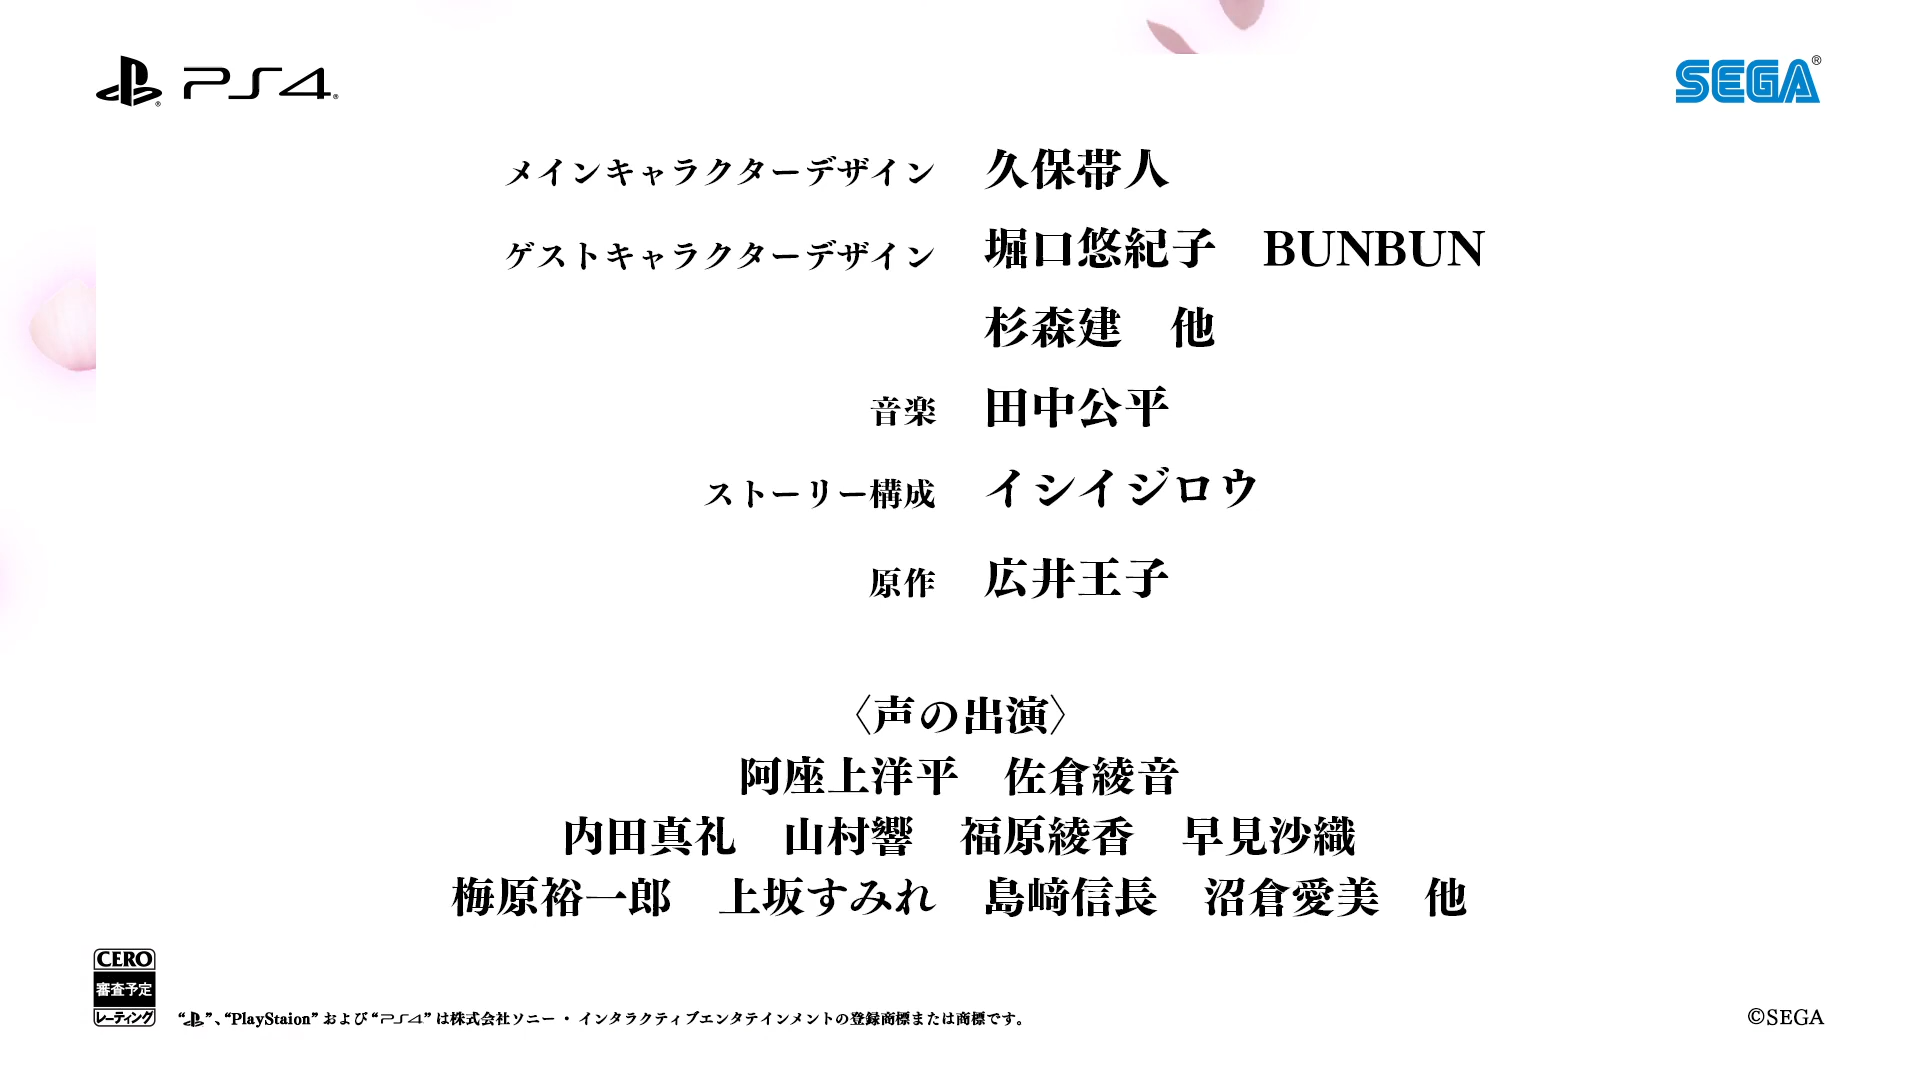 PS4
SEGA
メインキャラクターデザイン 久保帯人
ゲストキャラクターデザイン 堀口悠紀子 BUNBUN
杉森建 他
音楽 田中公平
ストーリー構成 イシイジロウ
原作 広井王子
〈声の出演〉
阿座上洋平 佐倉綾音
内田真礼 山村響 福原綾香 早見沙織
梅原裕一郎 上坂すみれ 島﨑信長 沼倉愛美 他
CERO
審査予定
レーティング
“ ”、“PlayStaion” および “PS4” は株式会社ソニー・インタラクティブエンタテインメントの登録商標または商標です。
©SEGA